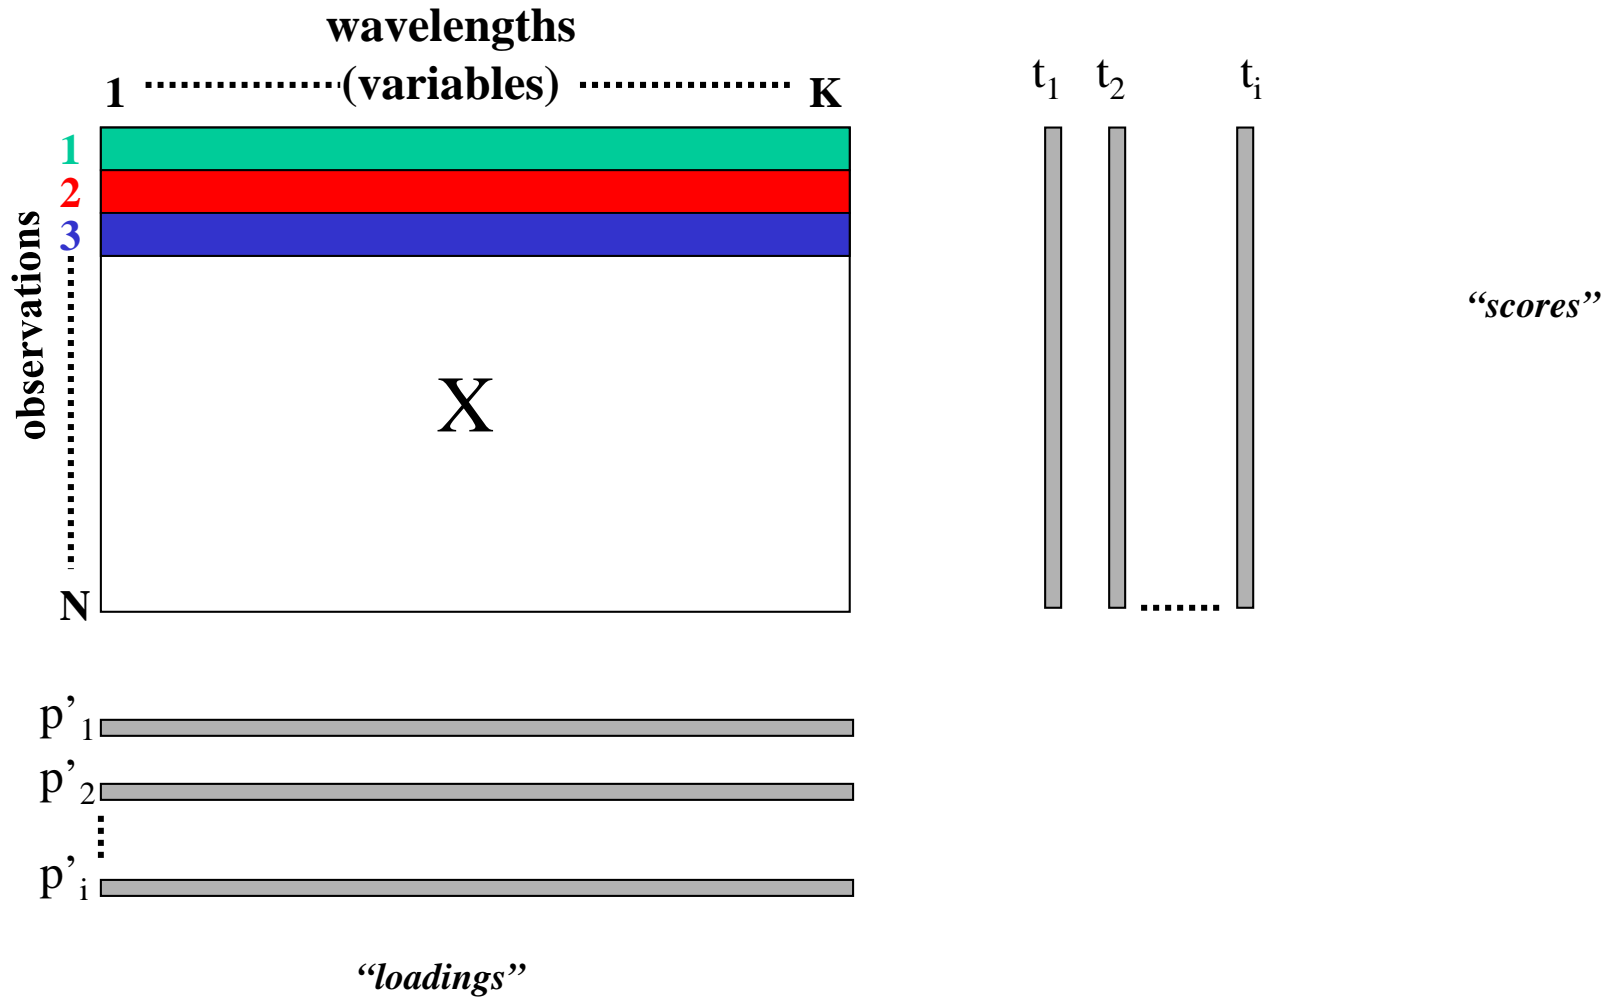 wavelengths
1 (variables) K
t1 t2 ti
1
2
3
observations
N
X
“scores”
p’1
p’2
p’i
“loadings”